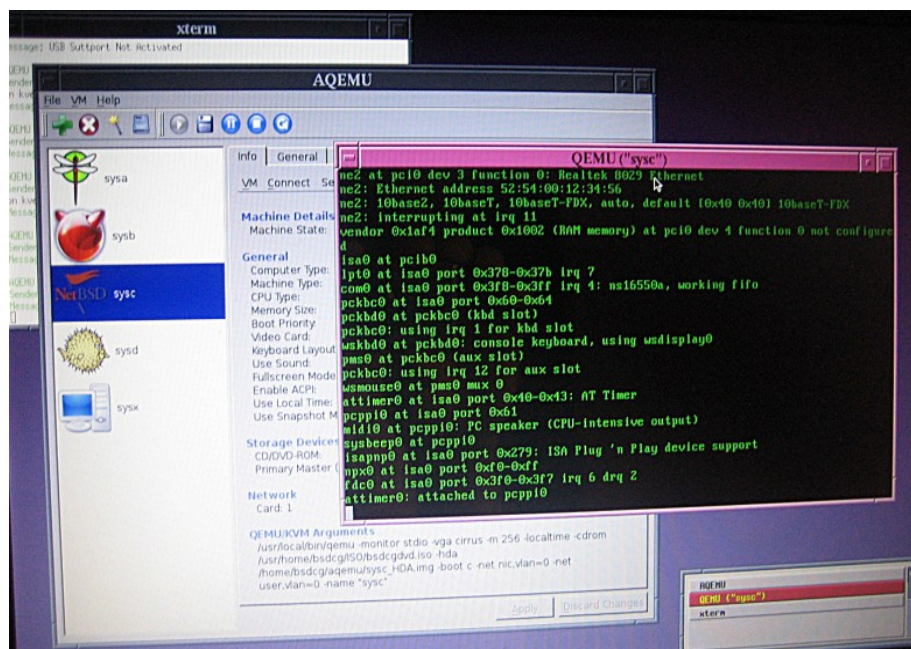 xterm
Message: USB Suttport Not Activated
AQEMU
File VM Help
sysa
sysb
NetBSD sysc
sysd
sysx
Info General
VM Connect Se
Machine Details
Machine State:
General
Computer Type:
Machine Type:
CPU Type:
Memory Size:
Boot Priority:
Video Card:
Keyboard Layout
Use Sound:
Fullscreen Mode
Enable ACPI:
Use Local Time:
Use Snapshot M
Storage Devices
CD/DVD-ROM:
Primary Master (
Network
Card: 1
QEMU/KVM Arguments
/usr/local/bin/qemu -monitor stdio -vga cirrus -m 256 -localtime -cdrom
/usr/home/bsdcg/ISO/bsdcgdvd.iso -hda
/home/bsdcg/aqemu/sysc_HDA.img -boot c -net nic,vlan=0 -net
user,vlan=0 -name "sysc"
Apply Discard Changes
QEMU ("sysc")
ne2 at pci0 dev 3 function 0: Realtek 8029 Ethernet
ne2: Ethernet address 52:54:00:12:34:56
ne2: 10base2, 10baseT, 10baseT-FDX, auto, default [0x40 0x40] 10baseT-FDX
ne2: interrupting at irq 11
vendor 0x1af4 product 0x1002 (RAM memory) at pci0 dev 4 function 0 not configure
d
isa0 at pcib0
lpt0 at isa0 port 0x378-0x37b irq 7
com0 at isa0 port 0x3f8-0x3ff irq 4: ns16550a, working fifo
pckbc0 at isa0 port 0x60-0x64
pckbd0 at pckbc0 (kbd slot)
pckbc0: using irq 1 for kbd slot
wskbd0 at pckbd0: console keyboard, using wsdisplay0
pms0 at pckbc0 (aux slot)
pckbc0: using irq 12 for aux slot
wsmouse0 at pms0 mux 0
attimer0 at isa0 port 0x40-0x43: AT Timer
pcppi0 at isa0 port 0x61
midi0 at pcppi0: PC speaker (CPU-intensive output)
sysbeep0 at pcppi0
isapnp0 at isa0 port 0x279: ISA Plug 'n Play device support
npx0 at isa0 port 0xf0-0xff
fdc0 at isa0 port 0x3f0-0x3f7 irq 6 drq 2
attimer0: attached to pcppi0
AQEMU
QEMU ("sysc")
xterm